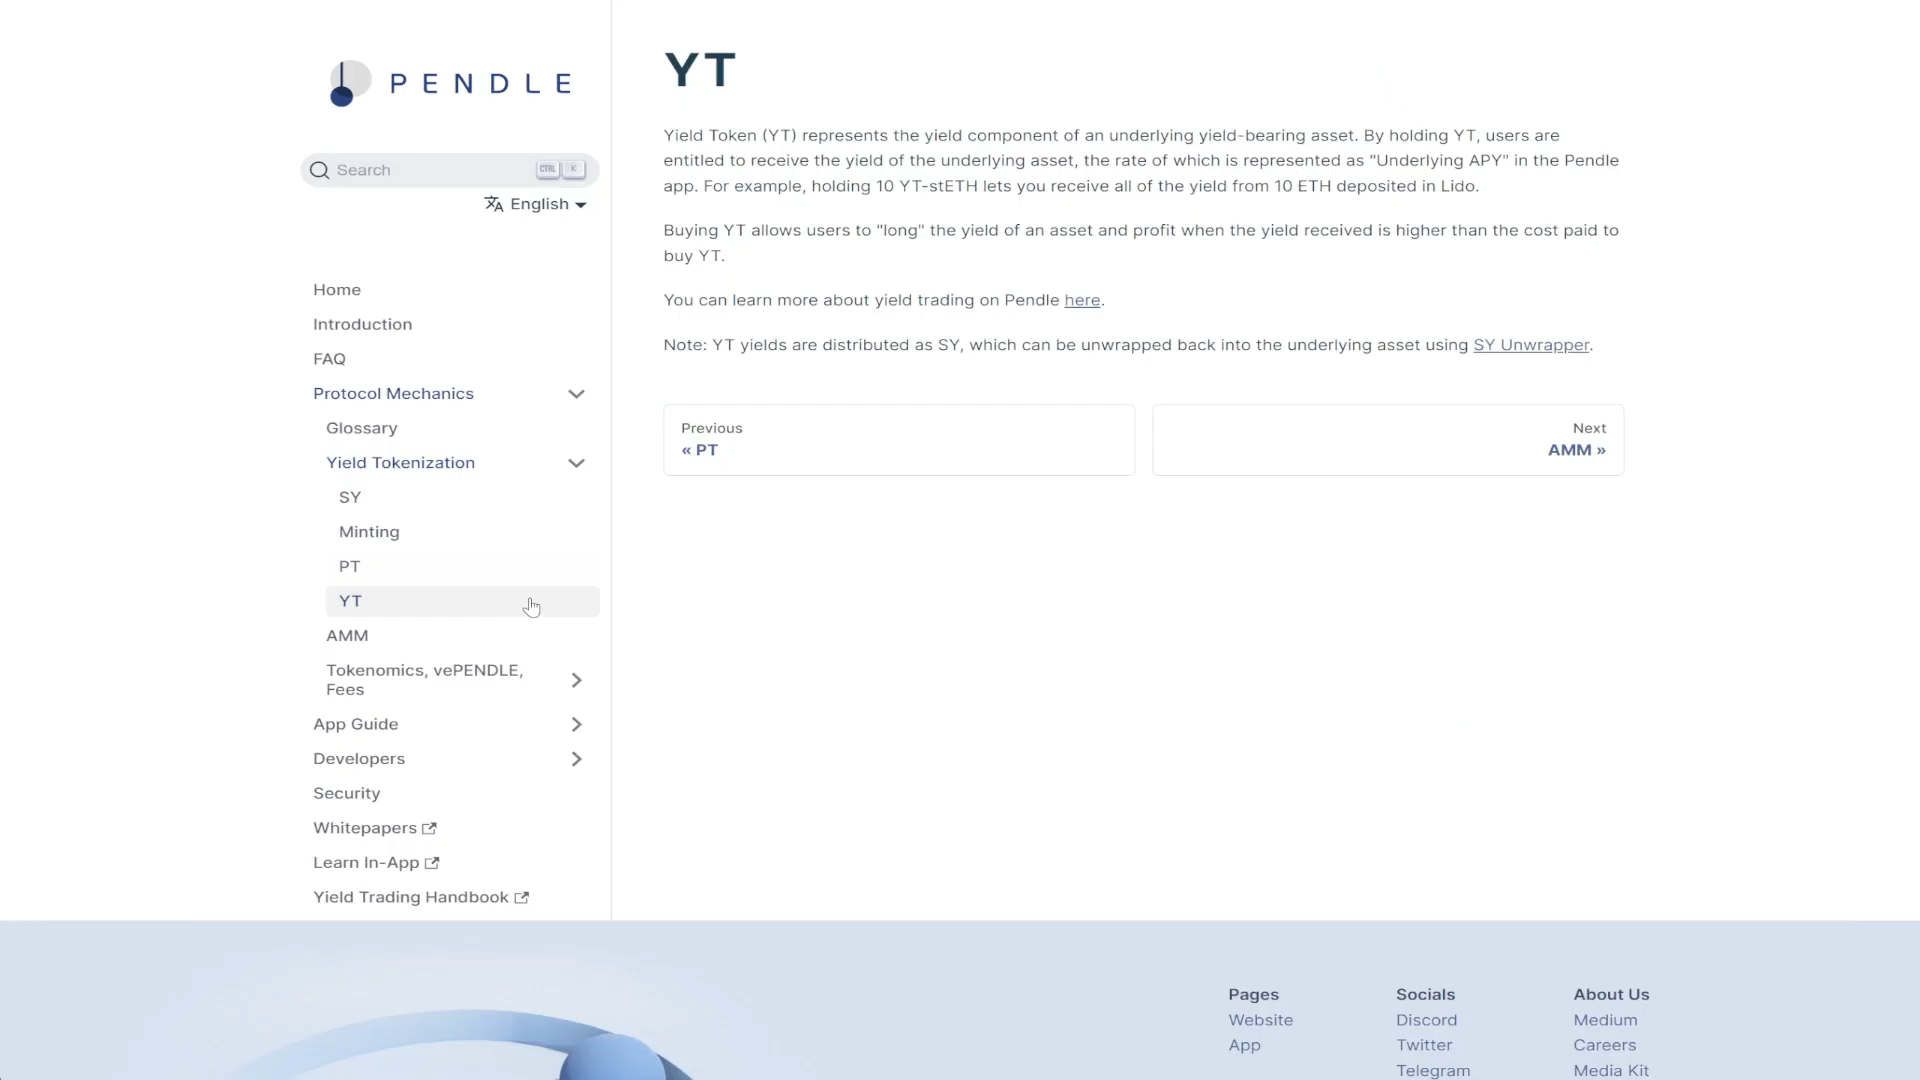 PENDLE
Search
CTRL K
English
Home
Introduction
FAQ
Protocol Mechanics
Glossary
Yield Tokenization
SY
Minting
PT
YT
AMM
Tokenomics, vePENDLE,
Fees
App Guide
Developers
Security
Whitepapers
Learn In-App
Yield Trading Handbook
YT
Yield Token (YT) represents the yield component of an underlying yield-bearing asset. By holding YT, users are
entitled to receive the yield of the underlying asset, the rate of which is represented as "Underlying APY" in the Pendle
app. For example, holding 10 YT-stETH lets you receive all of the yield from 10 ETH deposited in Lido.
Buying YT allows users to "long" the yield of an asset and profit when the yield received is higher than the cost paid to
buy YT.
You can learn more about yield trading on Pendle here.
Note: YT yields are distributed as SY, which can be unwrapped back into the underlying asset using SY Unwrapper.
Previous
« PT
Next
AMM »
Pages
Website
App
Socials
Discord
Twitter
Telegram
About Us
Medium
Careers
Media Kit